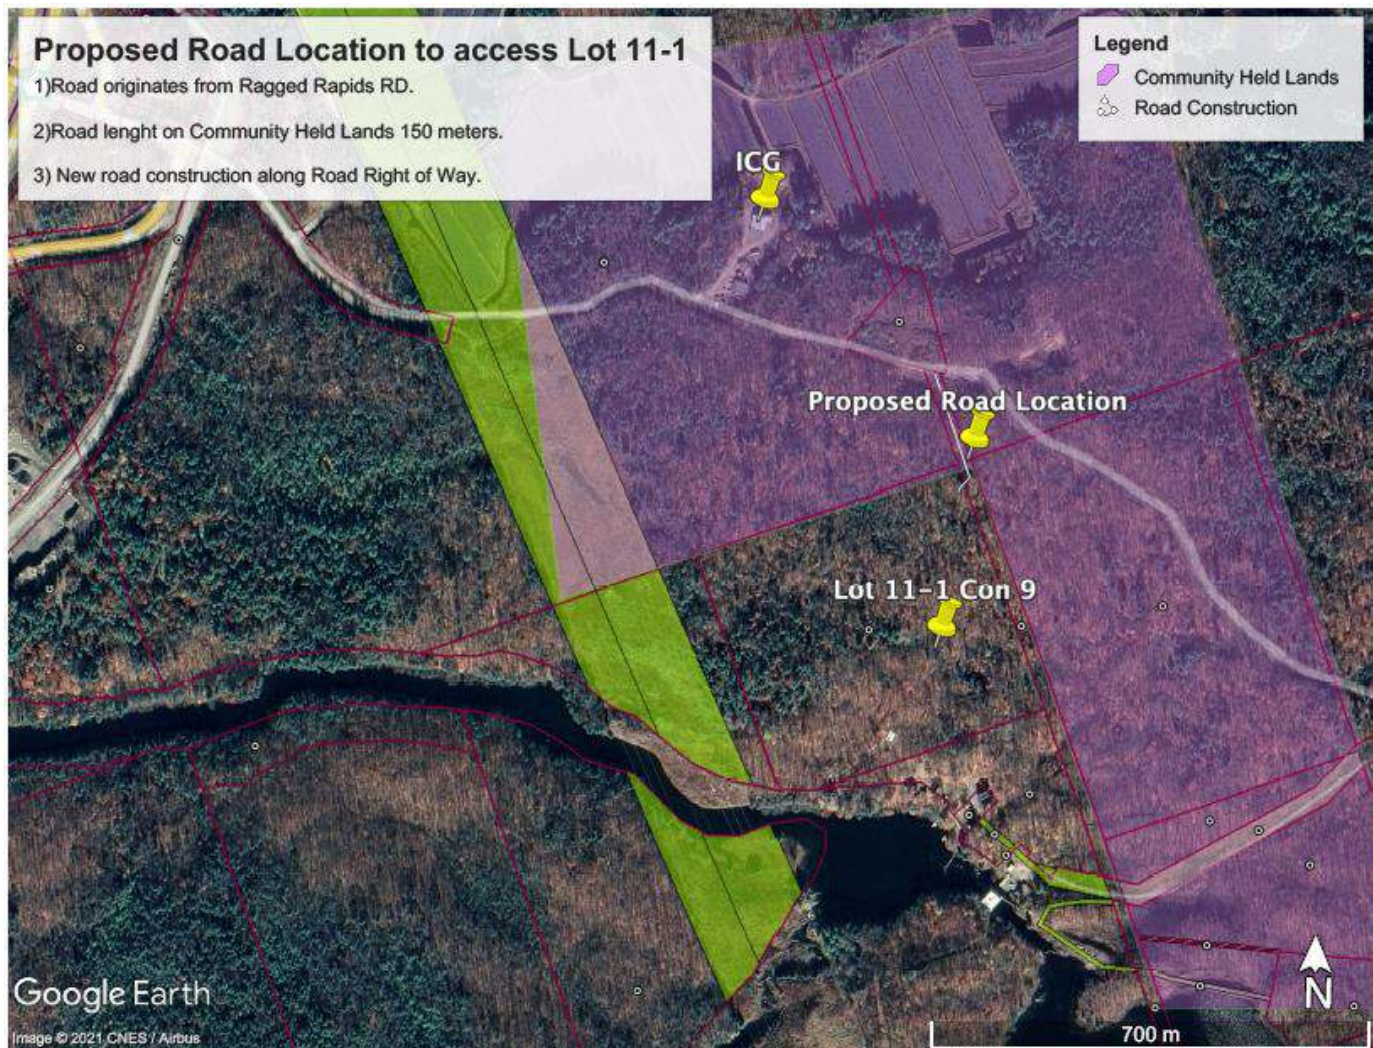 Proposed Road Location to access Lot 11-1
1)Road originates from Ragged Rapids RD.
2)Road lenght on Community Held Lands 150 meters.
3) New road construction along Road Right of Way.
Legend
Community Held Lands
Road Construction
ICG
Proposed Road Location
Lot 11-1 Con 9
Google Earth
Image © 2021 CNES / Airbus
N
700 m